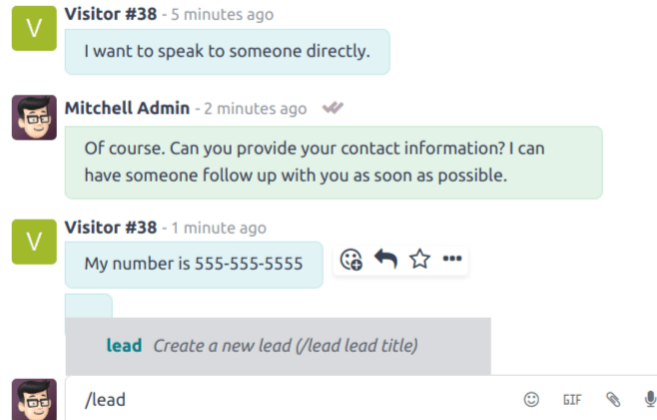 V
Visitor #38 - 5 minutes ago
I want to speak to someone directly.
Mitchell Admin - 2 minutes ago
Of course. Can you provide your contact information? I can
have someone follow up with you as soon as possible.
V
Visitor #38 - 1 minute ago
My number is 555-555-5555
lead Create a new lead (/lead lead title)
/lead
GIF